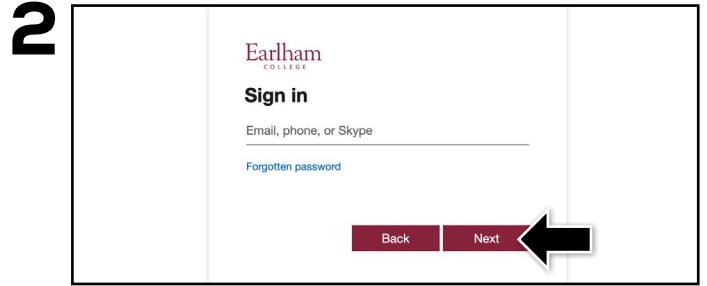 2
Earlham
COLLEGE
Sign in
Email, phone, or Skype
Forgotten password
Back Next